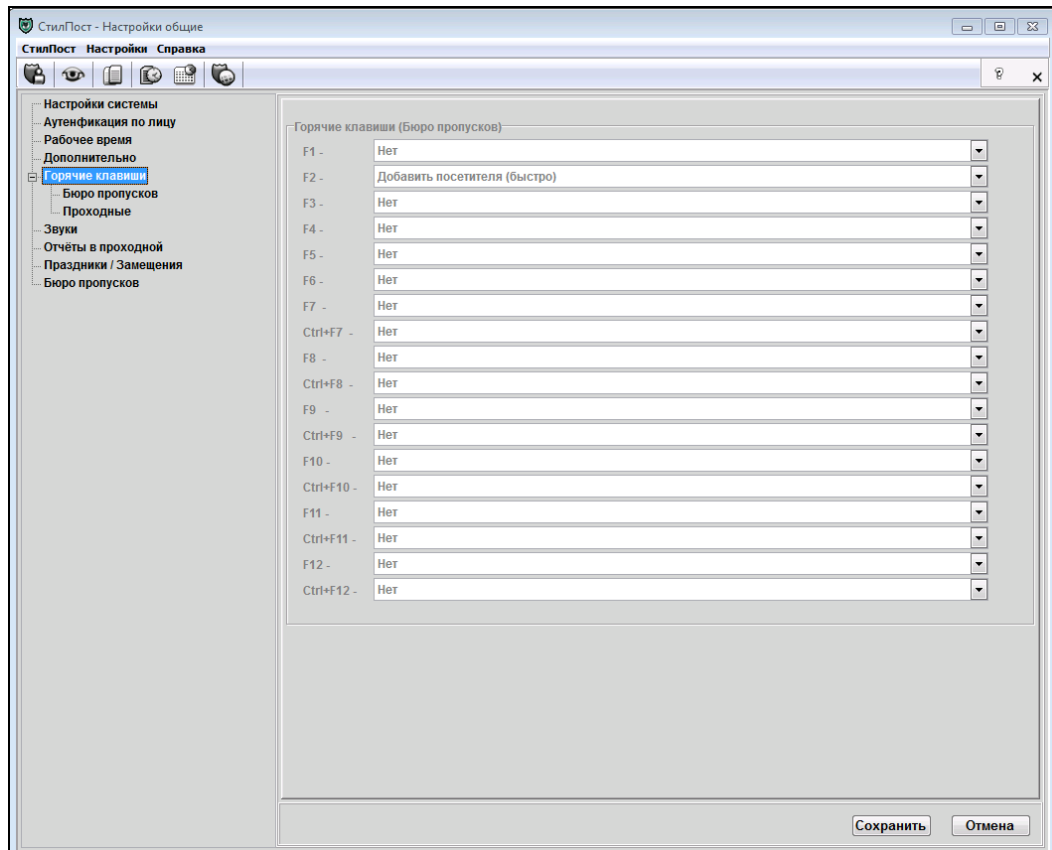 СтилПост - Настройки общие
СтилПост Настройки Справка
Настройки системы
Аутенфикация по лицу
Рабочее время
Дополнительно
Горячие клавиши
Бюро пропусков
Проходные
Звуки
Отчёты в проходной
Праздники / Замещения
Бюро пропусков
Горячие клавиши (Бюро пропусков)
F1 - Нет
F2 - Добавить посетителя (быстро)
F3 - Нет
F4 - Нет
F5 - Нет
F6 - Нет
F7 - Нет
Ctrl+F7 - Нет
F8 - Нет
Ctrl+F8 - Нет
F9 - Нет
Ctrl+F9 - Нет
F10 - Нет
Ctrl+F10 - Нет
F11 - Нет
Ctrl+F11 - Нет
F12 - Нет
Ctrl+F12 - Нет
Сохранить Отмена